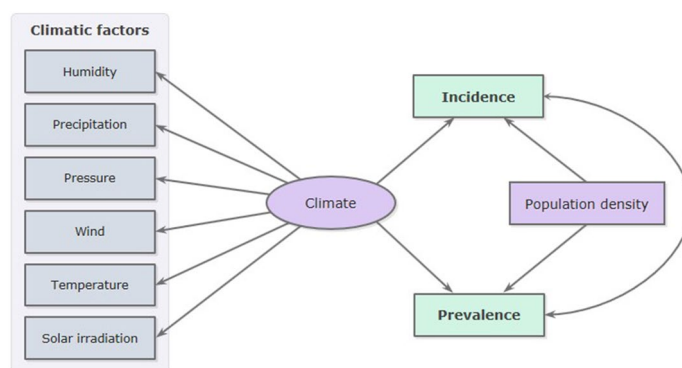 Climatic factors
Humidity
Precipitation
Pressure
Wind
Temperature
Solar irradiation
Climate
Incidence
Population density
Prevalence